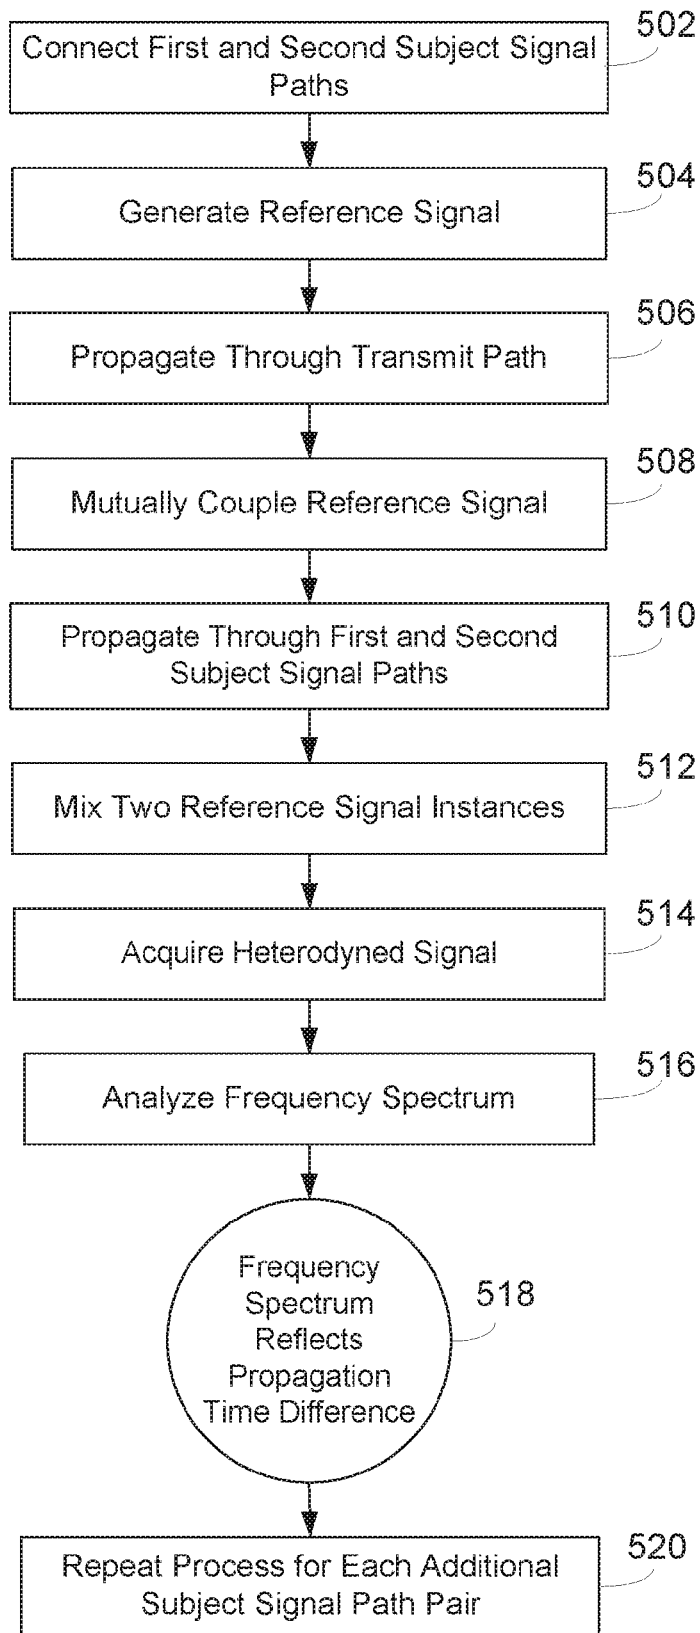 502
Connect First and Second Subject Signal
Paths
504
Generate Reference Signal
506
Propagate Through Transmit Path
508
Mutually Couple Reference Signal
510
Propagate Through First and Second
Subject Signal Paths
512
Mix Two Reference Signal Instances
514
Acquire Heterodyned Signal
516
Analyze Frequency Spectrum
518
Frequency
Spectrum
Reflects
Propagation
Time Difference
520
Repeat Process for Each Additional
Subject Signal Path Pair